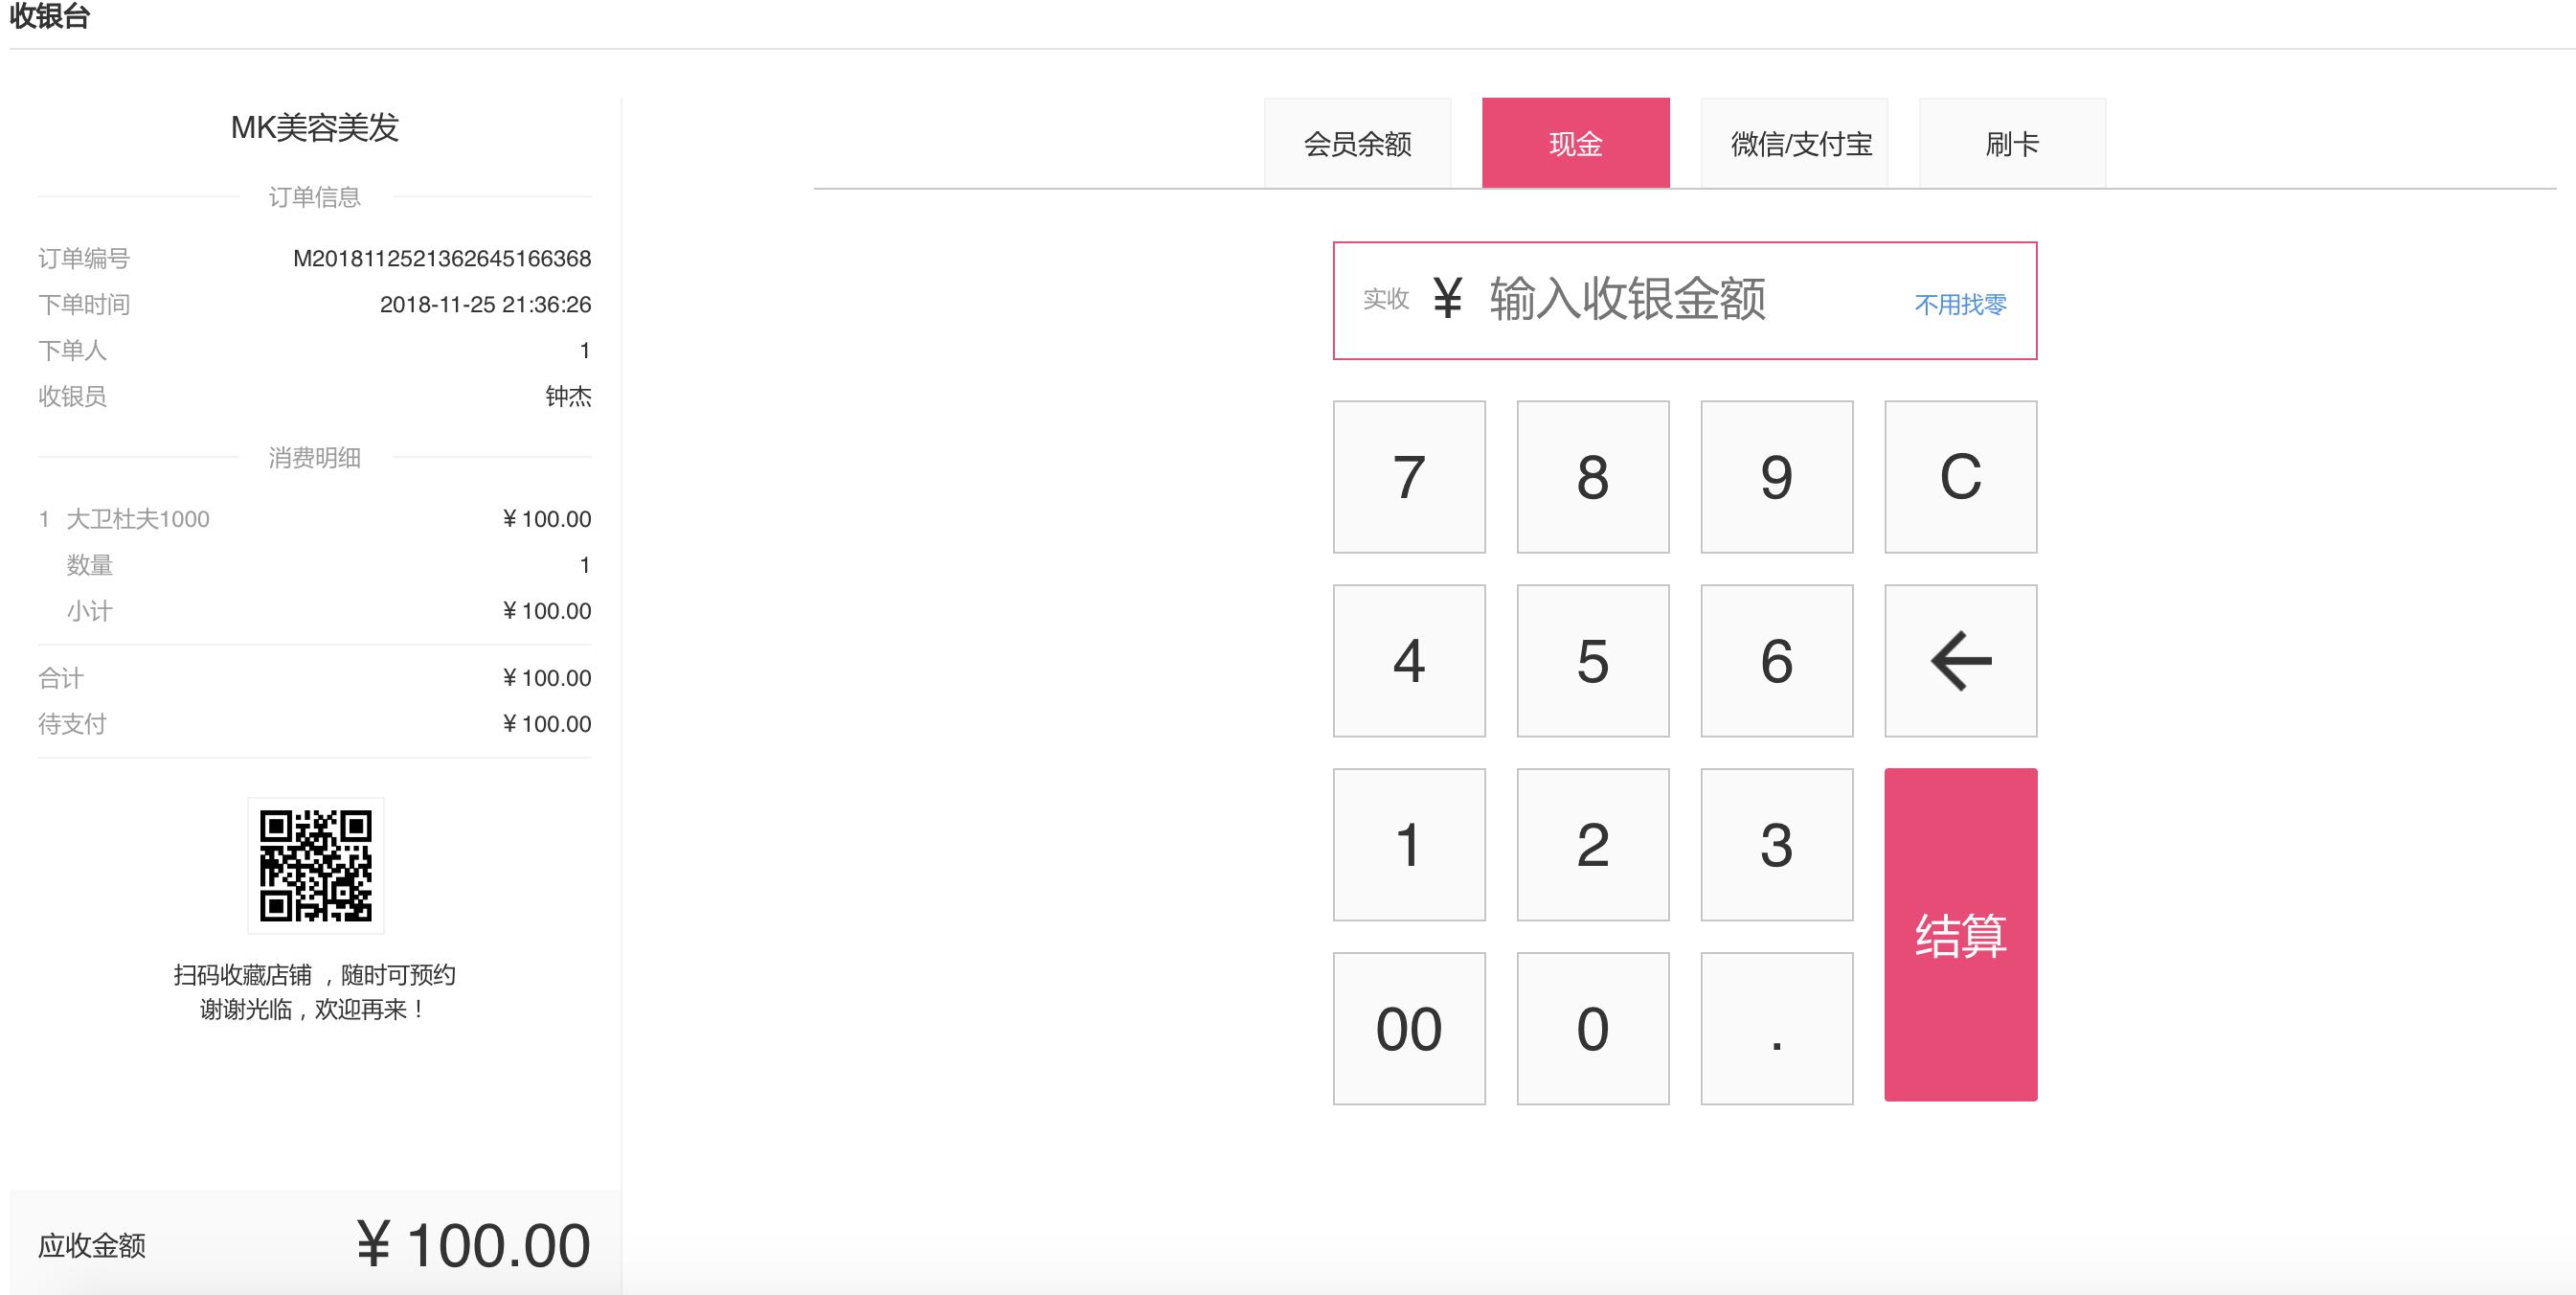 收银台
MK美容美发
订单信息
订单编号 M2018112521362645166368
下单时间 2018-11-25 21:36:26
下单人 1
收银员 钟杰
消费明细
1 大卫杜夫1000 ¥100.00
数量 1
小计 ¥100.00
合计 ¥100.00
待支付 ¥100.00
扫码收藏店铺，随时可预约
谢谢光临，欢迎再来！
应收金额 ¥100.00
会员余额 现金 微信/支付宝 刷卡
实收 ¥ 输入收银金额 不用找零
7 8 9 C
4 5 6 ←
1 2 3
结算
00 0 .